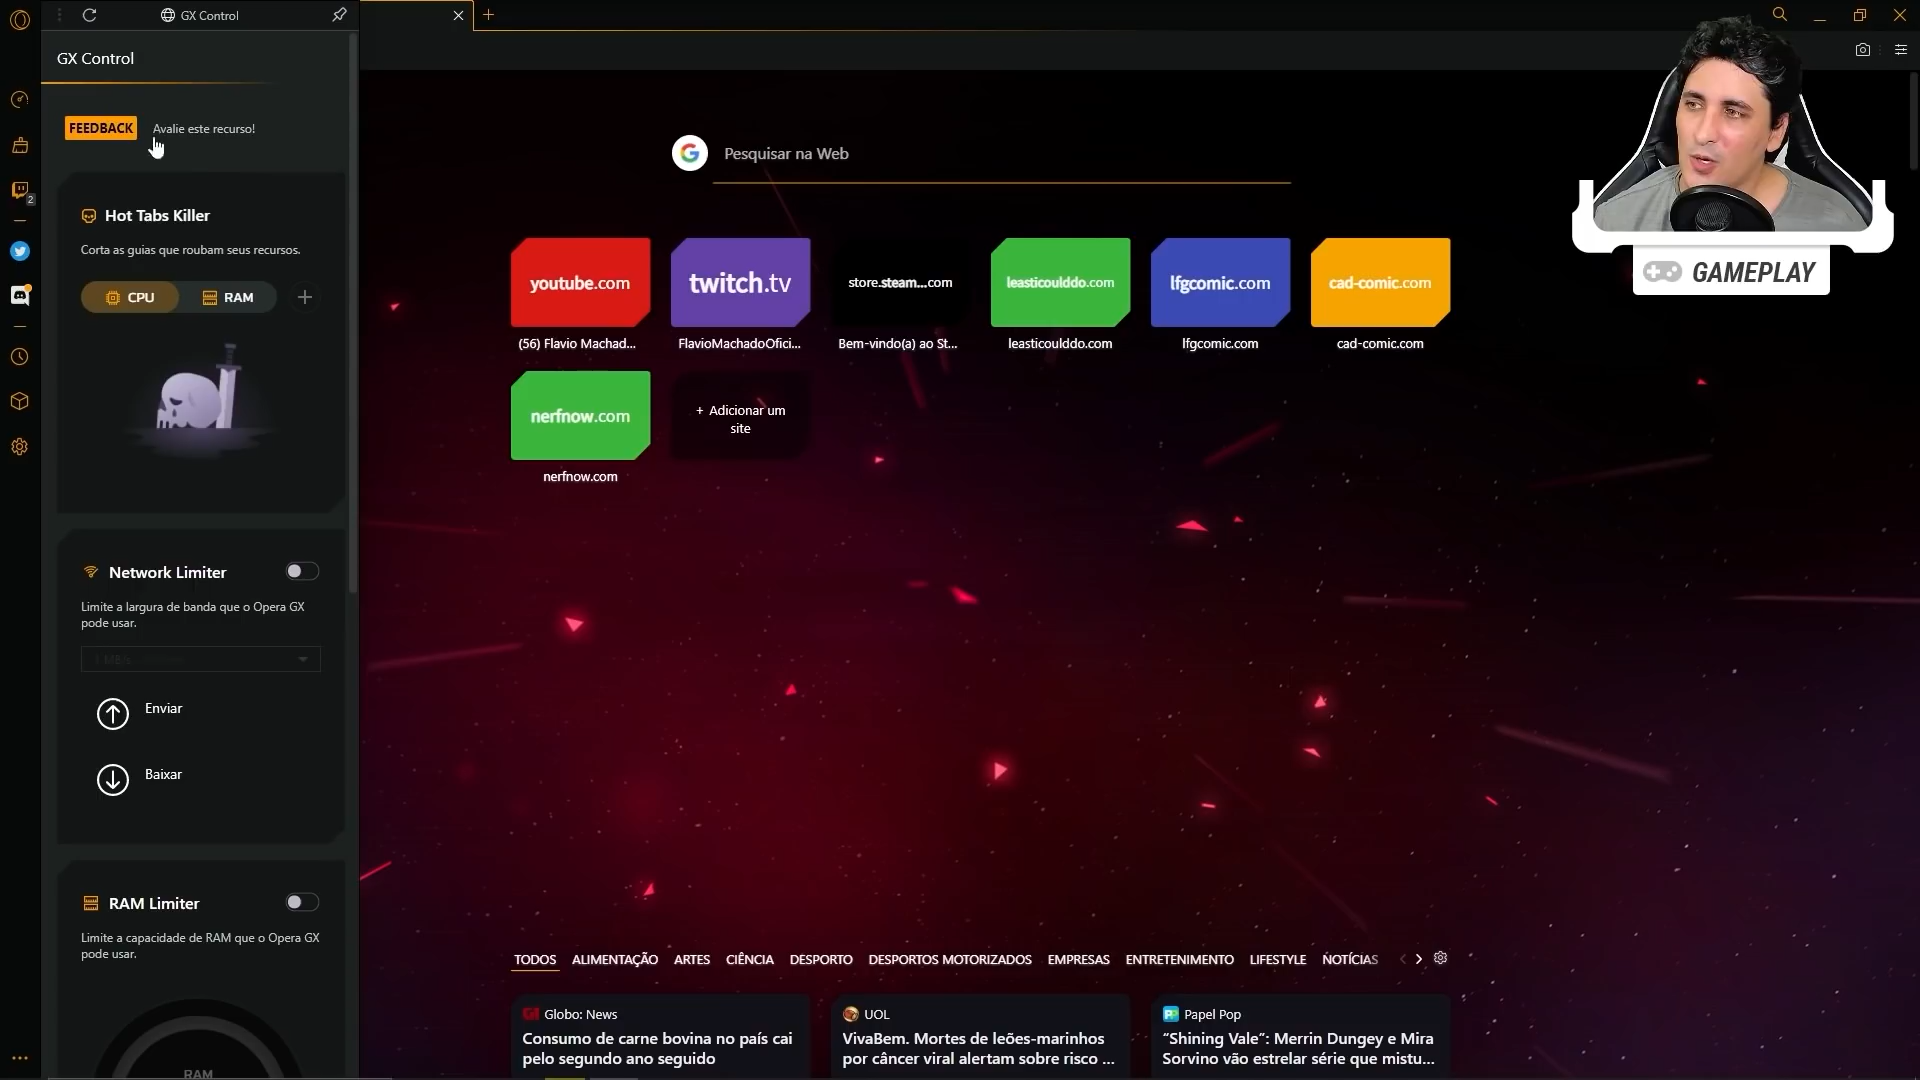 GX Control
GX Control
FEEDBACK
Avalie este recurso!
Hot Tabs Killer
Corta as guias que roubam seus recursos.
CPU
RAM
Network Limiter
Limite a largura de banda que o Opera GX
pode usar.
Enviar
Baixar
RAM Limiter
Limite a capacidade de RAM que o Opera GX
pode usar.
RAM
2
Pesquisar na Web
youtube.com
twitch.tv
store.steam...com
leasticoulddo.com
lfgcomic.com
cad-comic.com
(56) Flavio Machad...
FlavioMachadoOfici...
Bem-vindo(a) ao St...
leasticoulddo.com
lfgcomic.com
cad-comic.com
nerfnow.com
+ Adicionar um
site
nerfnow.com
GAMEPLAY
TODOS ALIMENTAÇÃO ARTES CIÊNCIA DESPORTO DESPORTOS MOTORIZADOS EMPRESAS ENTRETENIMENTO LIFESTYLE NOTÍCIAS
Globo: News
Consumo de carne bovina no país cai
pelo segundo ano seguido
UOL
VivaBem. Mortes de leões-marinhos
por câncer viral alertam sobre risco ...
Papel Pop
“Shining Vale”: Merrin Dungey e Mira
Sorvino vão estrelar série que mistu...